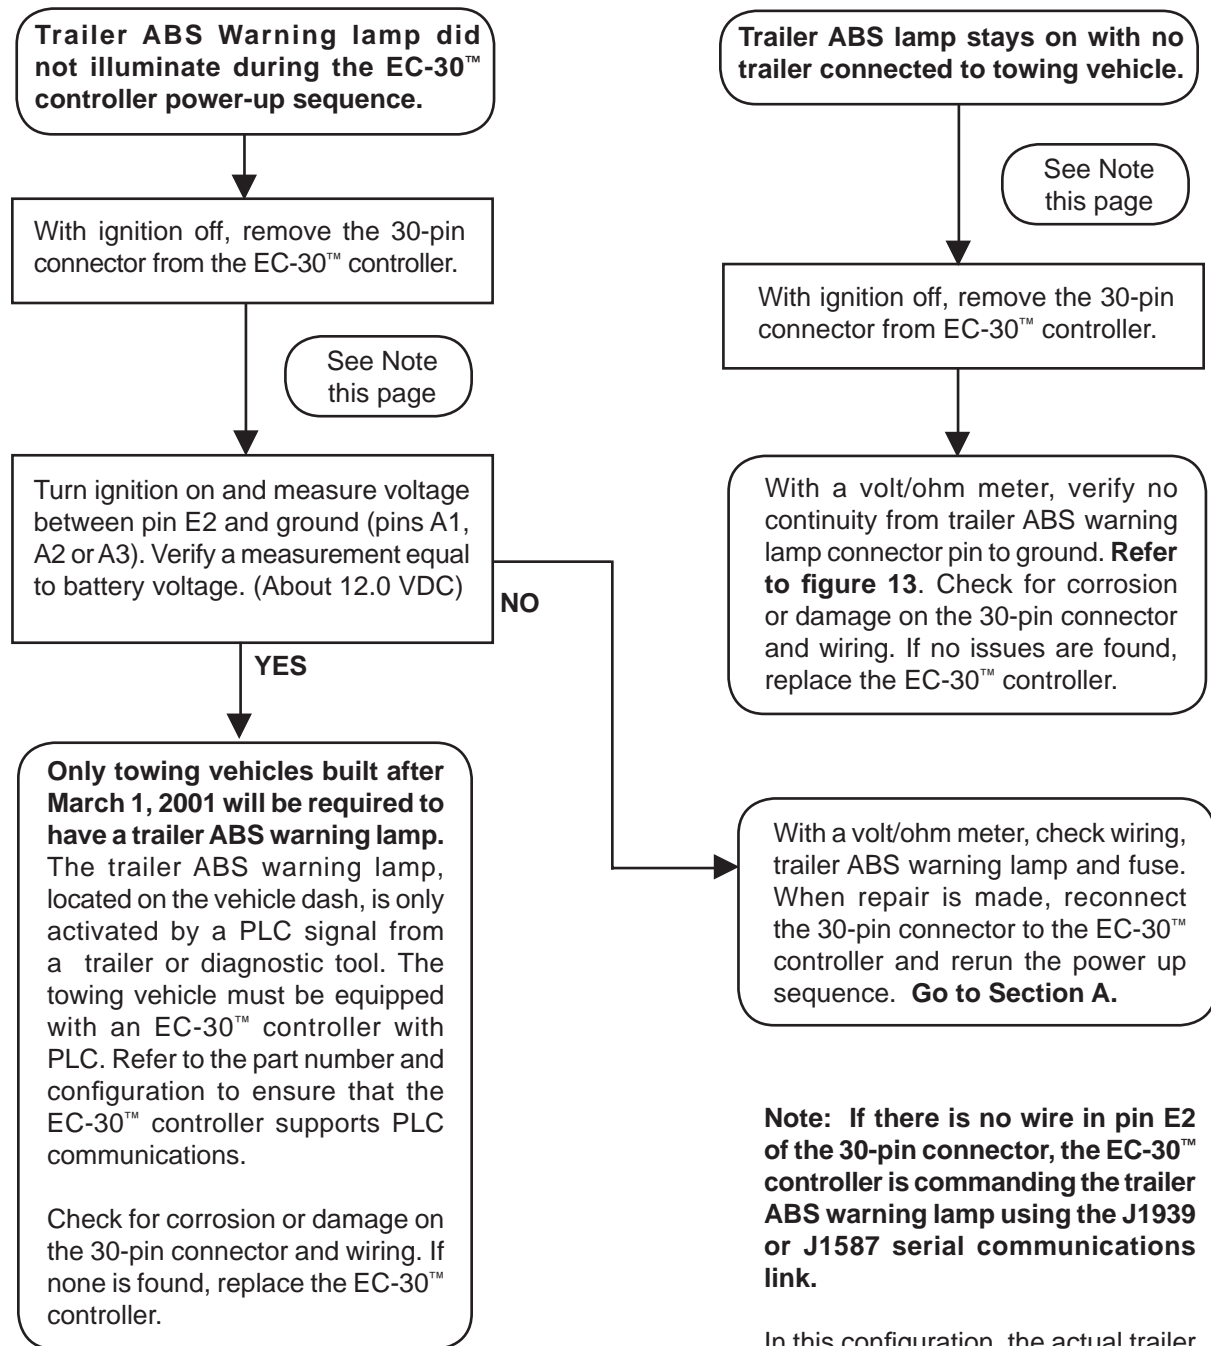 Trailer ABS Warning lamp did
not illuminate during the EC-30™
controller power-up sequence.
With ignition off, remove the 30-pin
connector from the EC-30™ controller.
See Note
this page
Turn ignition on and measure voltage
between pin E2 and ground (pins A1,
A2 or A3). Verify a measurement equal
to battery voltage. (About 12.0 VDC)
NO
YES
Only towing vehicles built after
March 1, 2001 will be required to
have a trailer ABS warning lamp.
The trailer ABS warning lamp,
located on the vehicle dash, is only
activated by a PLC signal from
a trailer or diagnostic tool. The
towing vehicle must be equipped
with an EC-30™ controller with
PLC. Refer to the part number and
configuration to ensure that the
EC-30™ controller supports PLC
communications.
Check for corrosion or damage on
the 30-pin connector and wiring. If
none is found, replace the EC-30™
controller.
Trailer ABS lamp stays on with no
trailer connected to towing vehicle.
See Note
this page
With ignition off, remove the 30-pin
connector from EC-30™ controller.
With a volt/ohm meter, verify no
continuity from trailer ABS warning
lamp connector pin to ground. Refer
to figure 13. Check for corrosion
or damage on the 30-pin connector
and wiring. If no issues are found,
replace the EC-30™ controller.
With a volt/ohm meter, check wiring,
trailer ABS warning lamp and fuse.
When repair is made, reconnect
the 30-pin connector to the EC-30™
controller and rerun the power up
sequence. Go to Section A.
Note: If there is no wire in pin E2
of the 30-pin connector, the EC-30™
controller is commanding the trailer
ABS warning lamp using the J1939
or J1587 serial communications
link.
In this configuration, the actual trailer